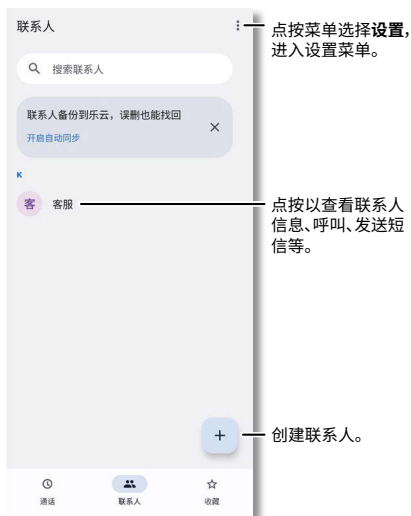 联系人
点按菜单选择设置,
进入设置菜单。
搜索联系人
联系人备份到乐云，误删也能找回
开启自动同步
K
客 客服
点按以查看联系人
信息、呼叫、发送短
信等。
+ 创建联系人。
通话 联系人 收藏